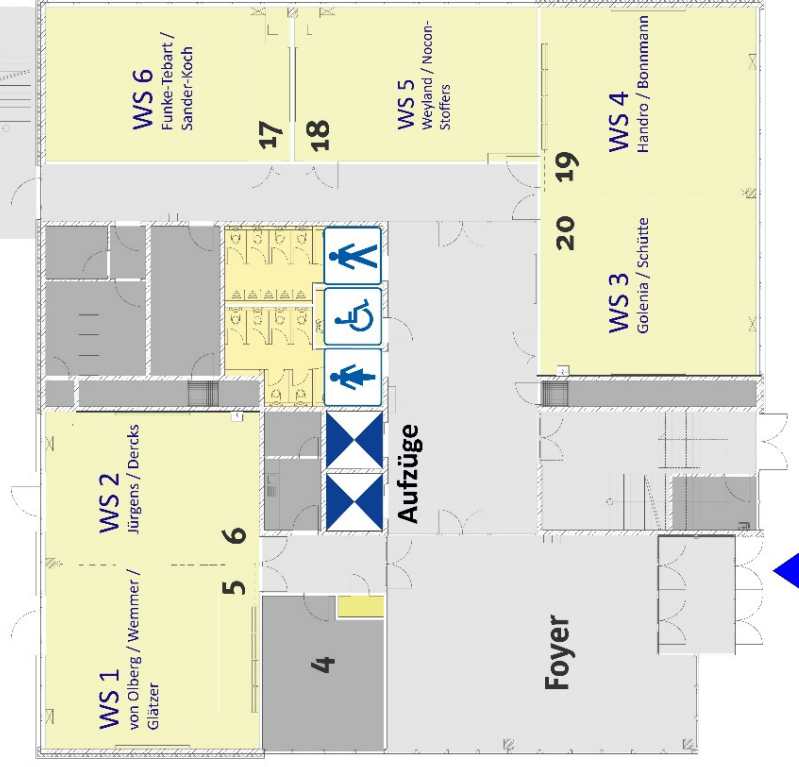 WS 6
Funke-Tebart /
Sander-Koch
17
18
WS 5
Weyland / Nocon-
Stoffers
WS 4
Handro / Bonnmann
19
20
WS 3
Golenia / Schütte
WS 2
Jürgens / Dercks
6
5
WS 1
von Olberg / Wemmer /
Glätzer
4
Aufzüge
Foyer